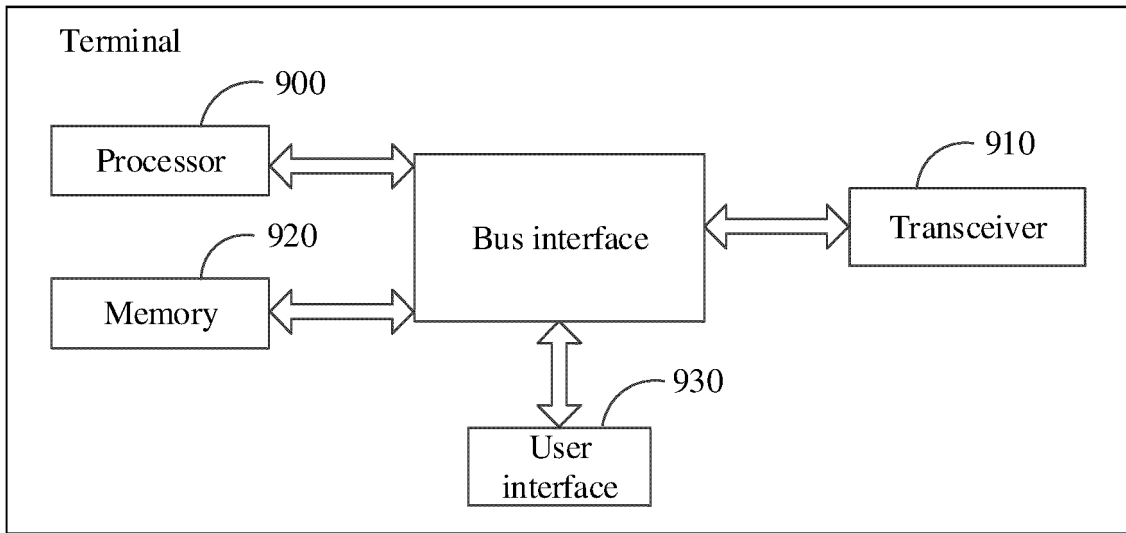 Terminal
900
Processor
910
Transceiver
920
Memory
Bus interface
930
User
interface